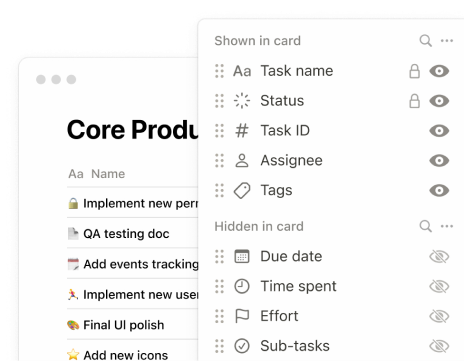 Core Produ
Aa Name
Implement new perr
QA testing doc
Add events tracking
Implement new user
Final UI polish
Add new icons
Shown in card
Aa Task name
Status
# Task ID
Assignee
Tags
Hidden in card
Due date
Time spent
Effort
Sub-tasks